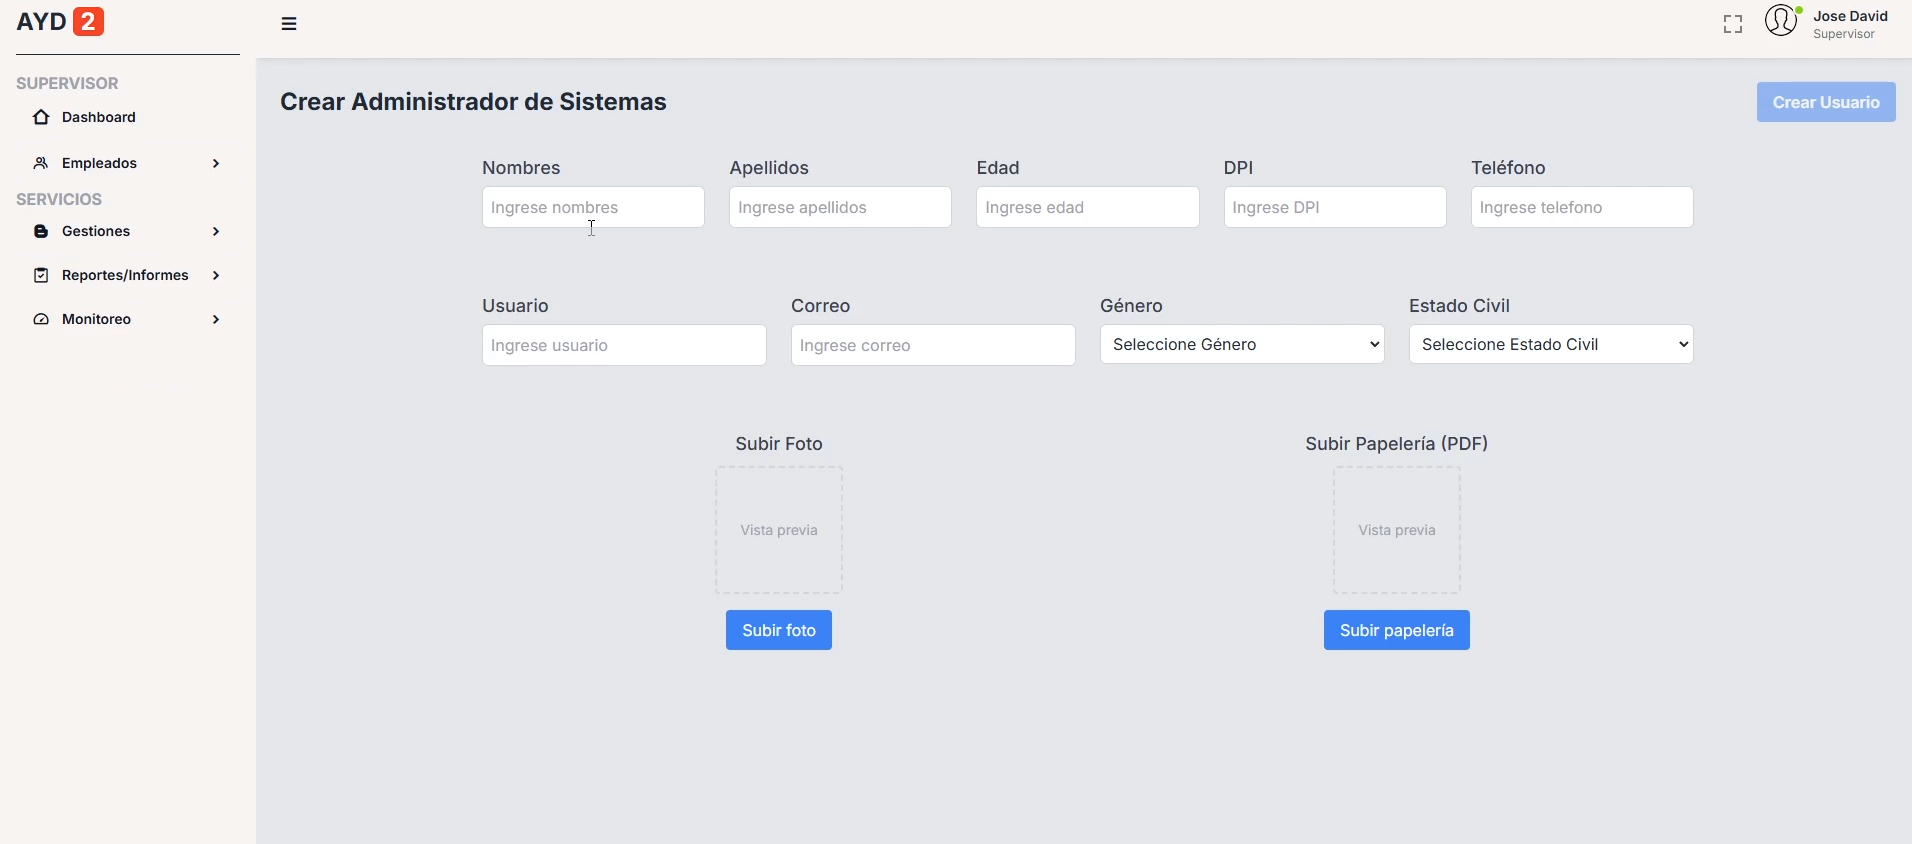 AYD 2
Jose David
Supervisor
SUPERVISOR
Dashboard
Empleados
SERVICIOS
Gestiones
Reportes/Informes
Monitoreo
Crear Administrador de Sistemas
Crear Usuario
Nombres Apellidos Edad DPI Teléfono
Ingrese nombres Ingrese apellidos Ingrese edad Ingrese DPI Ingrese telefono
Usuario Correo Género Estado Civil
Ingrese usuario Ingrese correo Seleccione Género Seleccione Estado Civil
Subir Foto Subir Papelería (PDF)
Vista previa Vista previa
Subir foto Subir papelería